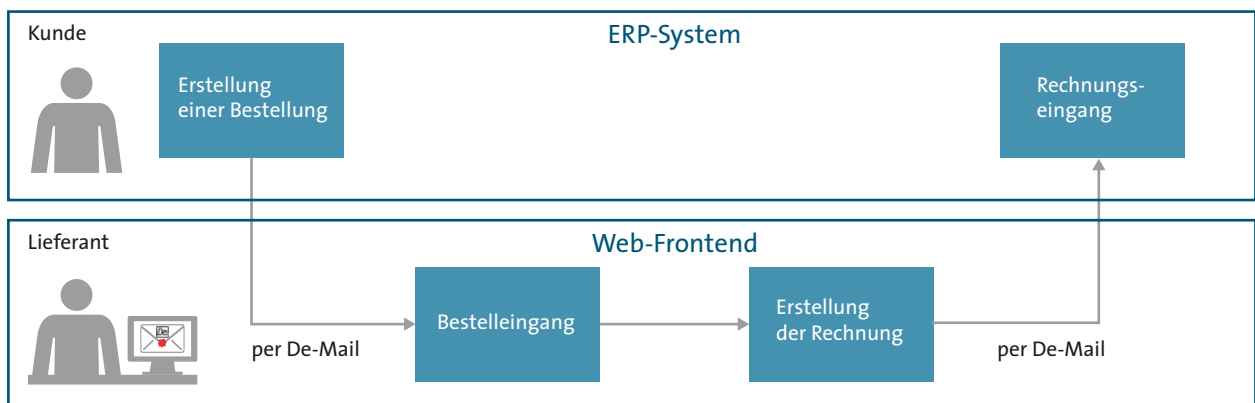 Kunde
ERP-System
Erstellung
einer Bestellung
Rechnungs-
eingang
Lieferant
Web-Frontend
De
Bestelleingang
Erstellung
der Rechnung
per De-Mail
per De-Mail